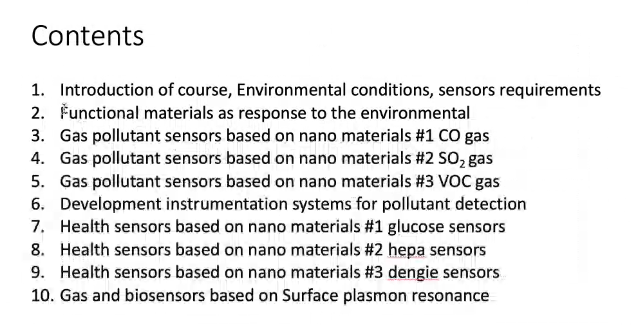 Contents
1. Introduction of course, Environmental conditions, sensors requirements
2. Functional materials as response to the environmental
3. Gas pollutant sensors based on nano materials #1 CO gas
4. Gas pollutant sensors based on nano materials #2 SO₂ gas
5. Gas pollutant sensors based on nano materials #3 VOC gas
6. Development instrumentation systems for pollutant detection
7. Health sensors based on nano materials #1 glucose sensors
8. Health sensors based on nano materials #2 hepa sensors
9. Health sensors based on nano materials #3 dengie sensors
10. Gas and biosensors based on Surface plasmon resonance